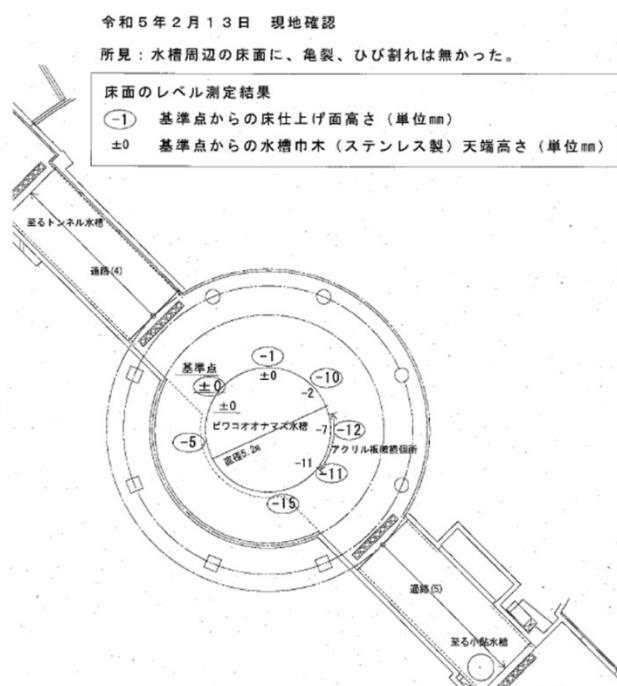 令和5年2月13日　現地確認
所見：水槽周辺の床面に、亀裂、ひび割れは無かった。
床面のレベル測定結果
-1　基準点からの床仕上げ面高さ（単位㎜）
±0　基準点からの水槽巾木（ステンレス製）天端高さ（単位㎜）
至るトンネル水槽
通路(4)
基準点
±0
-1
±0
-10
-2
±0
ビワコオオナマズ水槽
-7
-12
-5
直径5.2m
アクリル板破損個所
-11
-11
-15
通路(5)
至る小鮎水槽